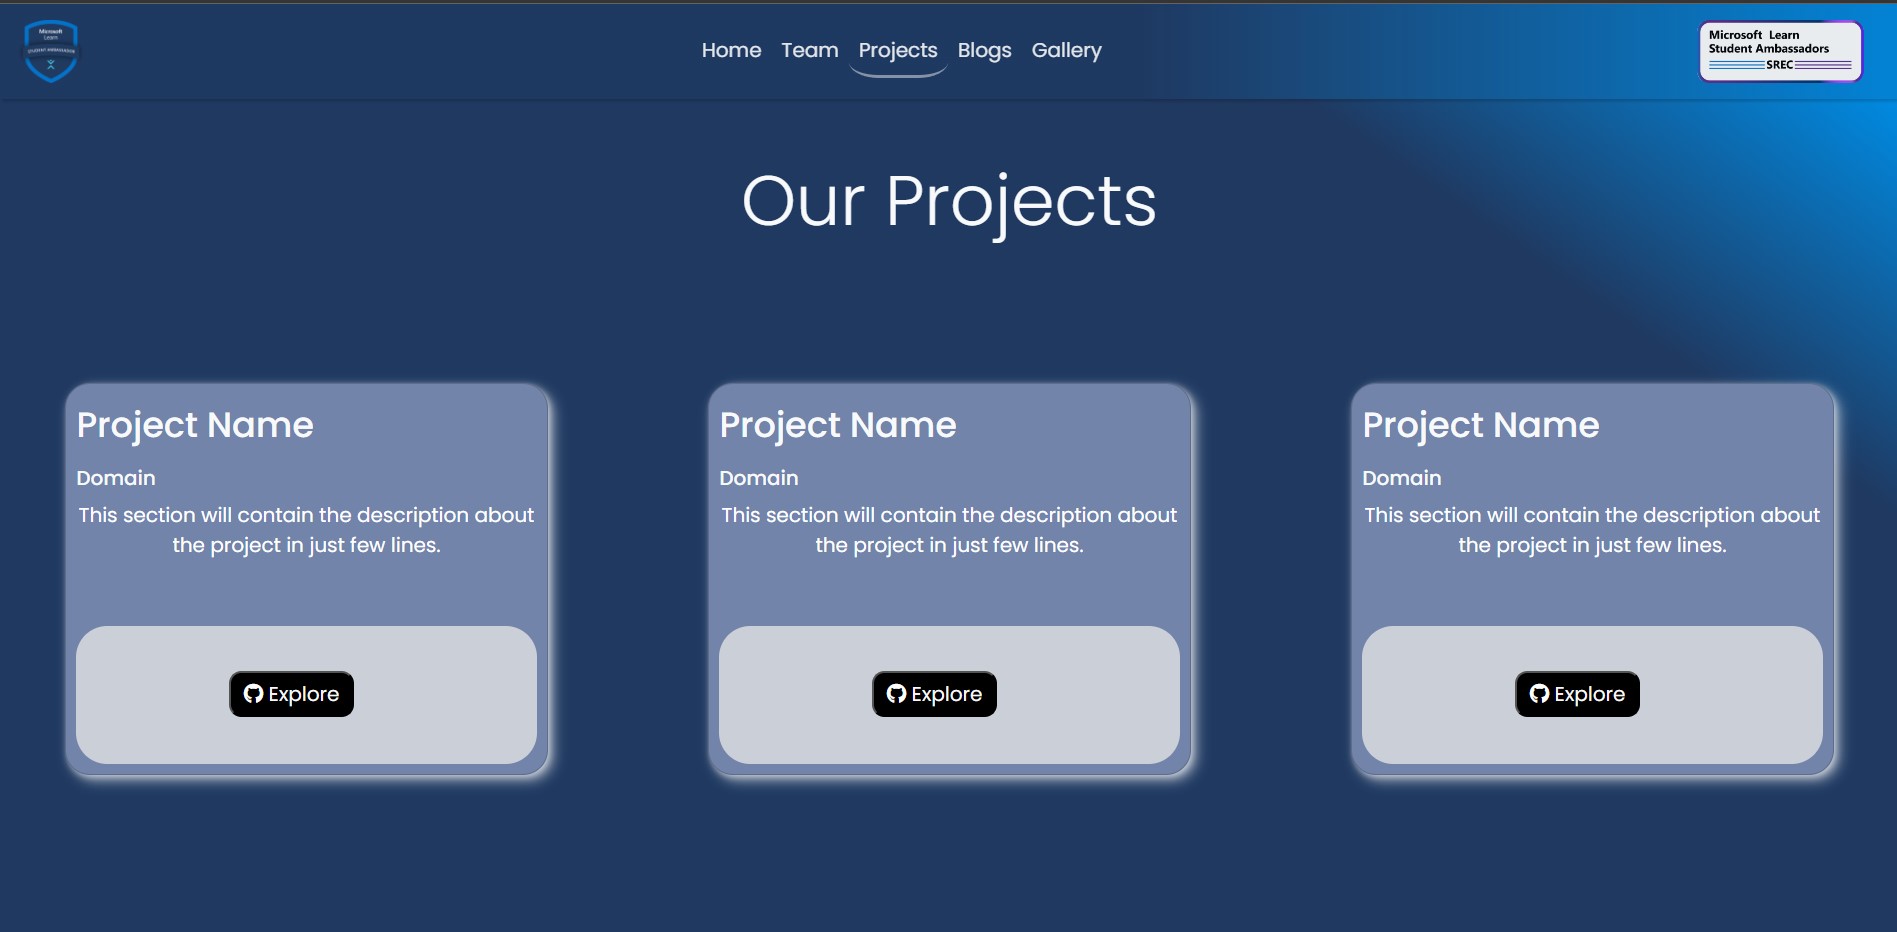 Microsoft
Learn
STUDENT AMBASSADOR
Home Team Projects Blogs Gallery
Microsoft Learn
Student Ambassadors
SREC
Our Projects
Project Name
Domain
This section will contain the description about
the project in just few lines.
Explore
Project Name
Domain
This section will contain the description about
the project in just few lines.
Explore
Project Name
Domain
This section will contain the description about
the project in just few lines.
Explore